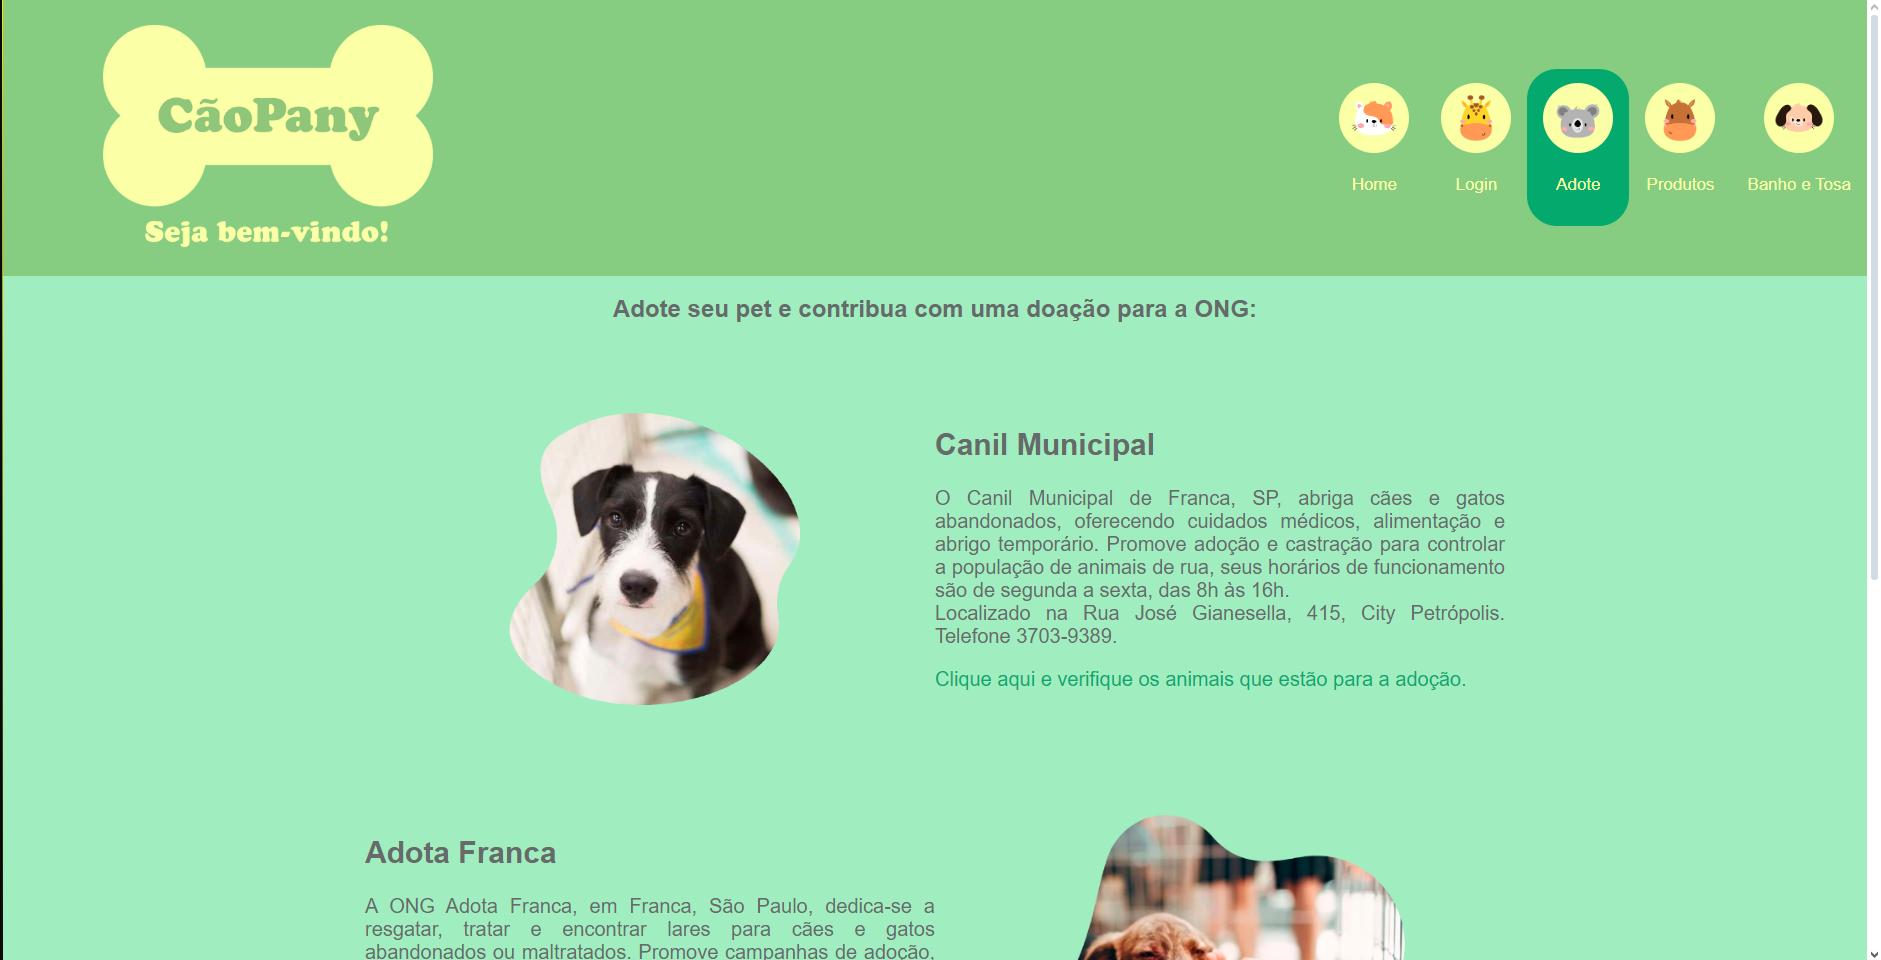 CãoPany
Seja bem-vindo!
Home
Login
Adote
Produtos
Banho e Tosa
Adote seu pet e contribua com uma doação para a ONG:
Canil Municipal
O Canil Municipal de Franca, SP, abriga cães e gatos
abandonados, oferecendo cuidados médicos, alimentação e
abrigo temporário. Promove adoção e castração para controlar
a população de animais de rua, seus horários de funcionamento
são de segunda a sexta, das 8h às 16h.
Localizado na Rua José Gianesella, 415, City Petrópolis.
Telefone 3703-9389.
Clique aqui e verifique os animais que estão para a adoção.
Adota Franca
A ONG Adota Franca, em Franca, São Paulo, dedica-se a
resgatar, tratar e encontrar lares para cães e gatos
abandonados ou maltratados. Promove campanhas de adoção,